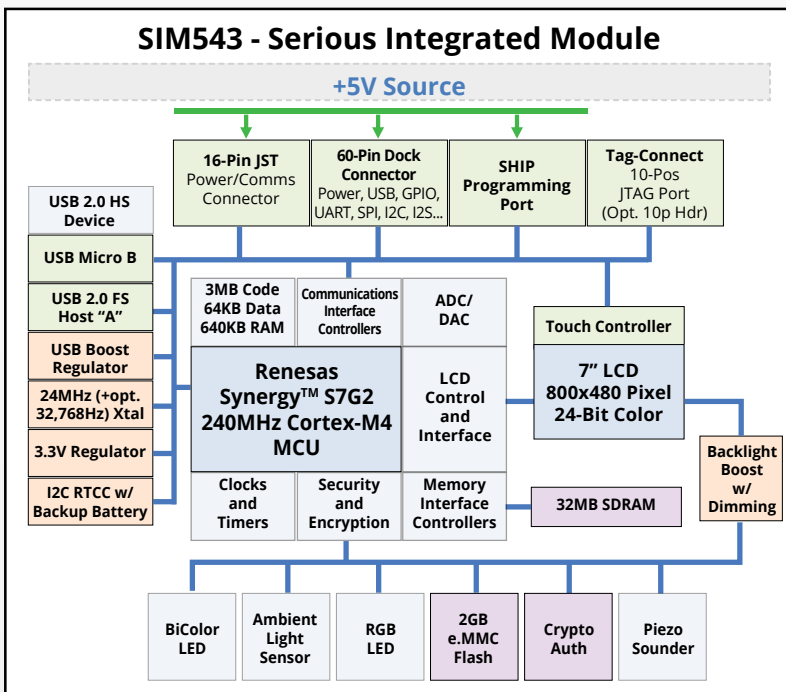 SIM543 - Serious Integrated Module
+5V Source
16-Pin JST
Power/Comms
Connector
60-Pin Dock
Connector
Power, USB, GPIO,
UART, SPI, I2C, I2S...
SHIP
Programming
Port
Tag-Connect
10-Pos
JTAG Port
(Opt. 10p Hdr)
USB 2.0 HS
Device
USB Micro B
USB 2.0 FS
Host “A”
USB Boost
Regulator
24MHz (+opt.
32,768Hz) Xtal
3.3V Regulator
I2C RTCC w/
Backup Battery
3MB Code
64KB Data
640KB RAM
Communications
Interface
Controllers
ADC/
DAC
Renesas
Synergy™ S7G2
240MHz Cortex-M4
MCU
LCD
Control
and
Interface
Clocks
and
Timers
Security
and
Encryption
Memory
Interface
Controllers
Touch Controller
7” LCD
800x480 Pixel
24-Bit Color
32MB SDRAM
Backlight
Boost
w/
Dimming
BiColor
LED
Ambient
Light
Sensor
RGB
LED
2GB
e.MMC
Flash
Crypto
Auth
Piezo
Sounder